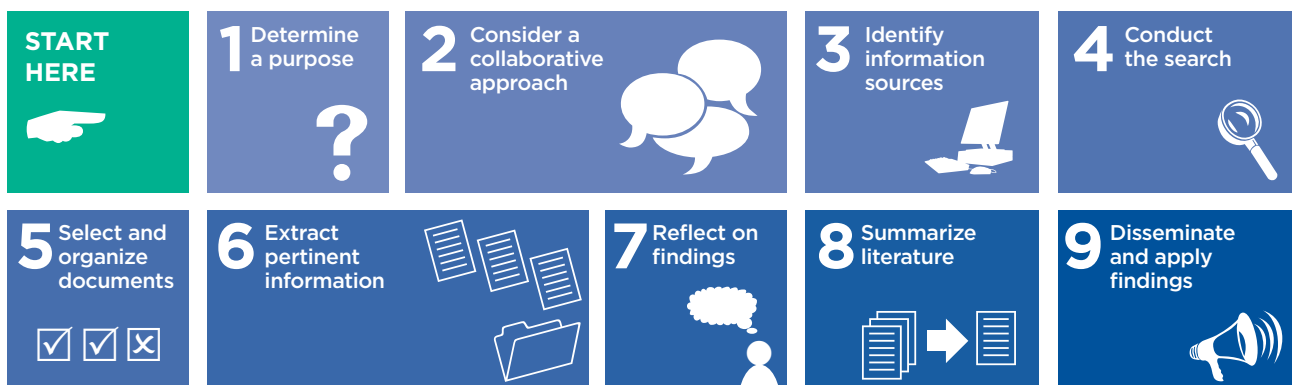 START
HERE
1 Determine
a purpose
?
2 Consider a
collaborative
approach
3 Identify
information
sources
4 Conduct
the search
5 Select and
organize
documents
6 Extract
pertinent
information
7 Reflect on
findings
8 Summarize
literature
9 Disseminate
and apply
findings